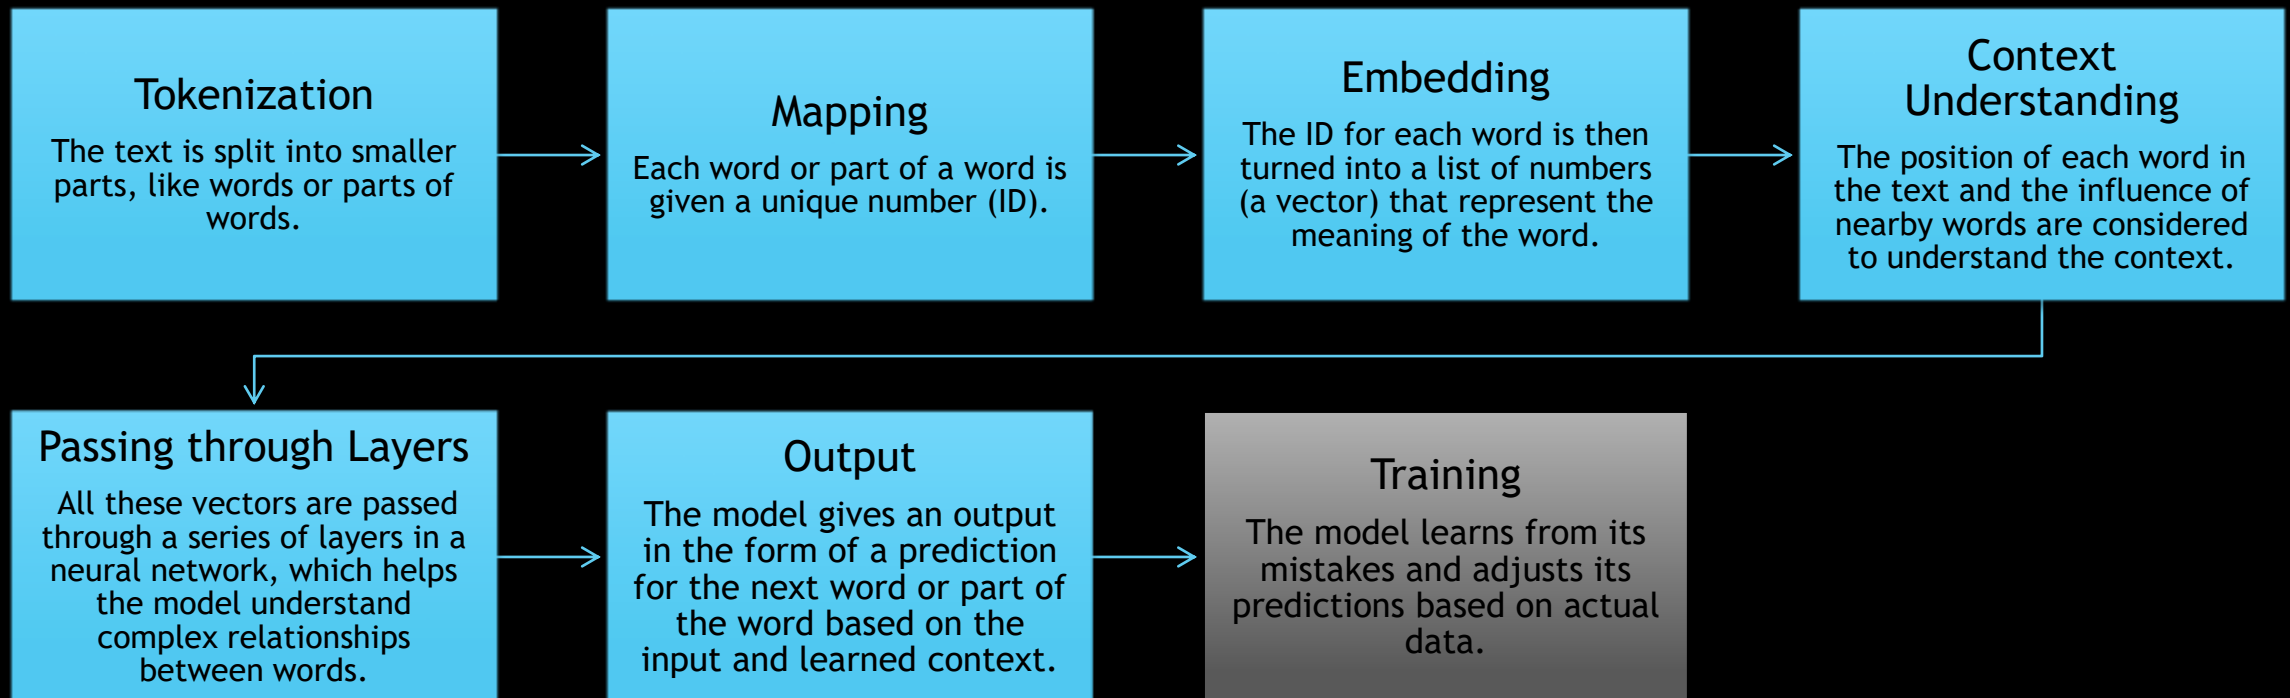 Tokenization
The text is split into smaller
parts, like words or parts of
words.
Mapping
Each word or part of a word is
given a unique number (ID).
Embedding
The ID for each word is then
turned into a list of numbers
(a vector) that represent the
meaning of the word.
Context
Understanding
The position of each word in
the text and the influence of
nearby words are considered
to understand the context.
Passing through Layers
All these vectors are passed
through a series of layers in a
neural network, which helps
the model understand
complex relationships
between words.
Output
The model gives an output
in the form of a prediction
for the next word or part of
the word based on the
input and learned context.
Training
The model learns from its
mistakes and adjusts its
predictions based on actual
data.